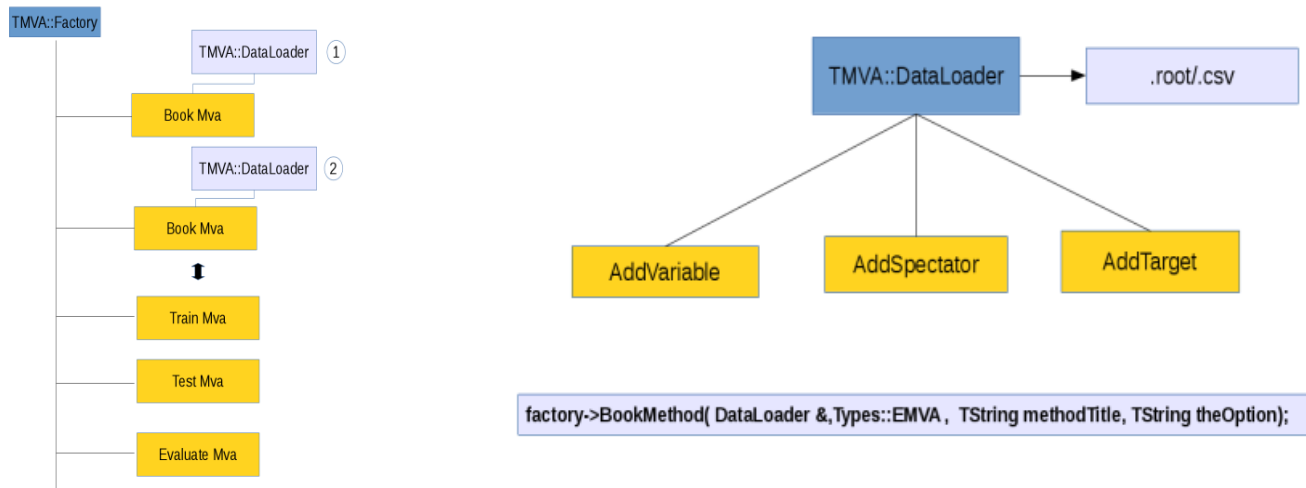 TMVA::Factory
TMVA::DataLoader
1
Book Mva
TMVA::DataLoader
2
Book Mva
Train Mva
Test Mva
Evaluate Mva
TMVA::DataLoader
.root/.csv
AddVariable
AddSpectator
AddTarget
factory->BookMethod( DataLoader &,Types::EMVA , TString methodTitle, TString theOption);